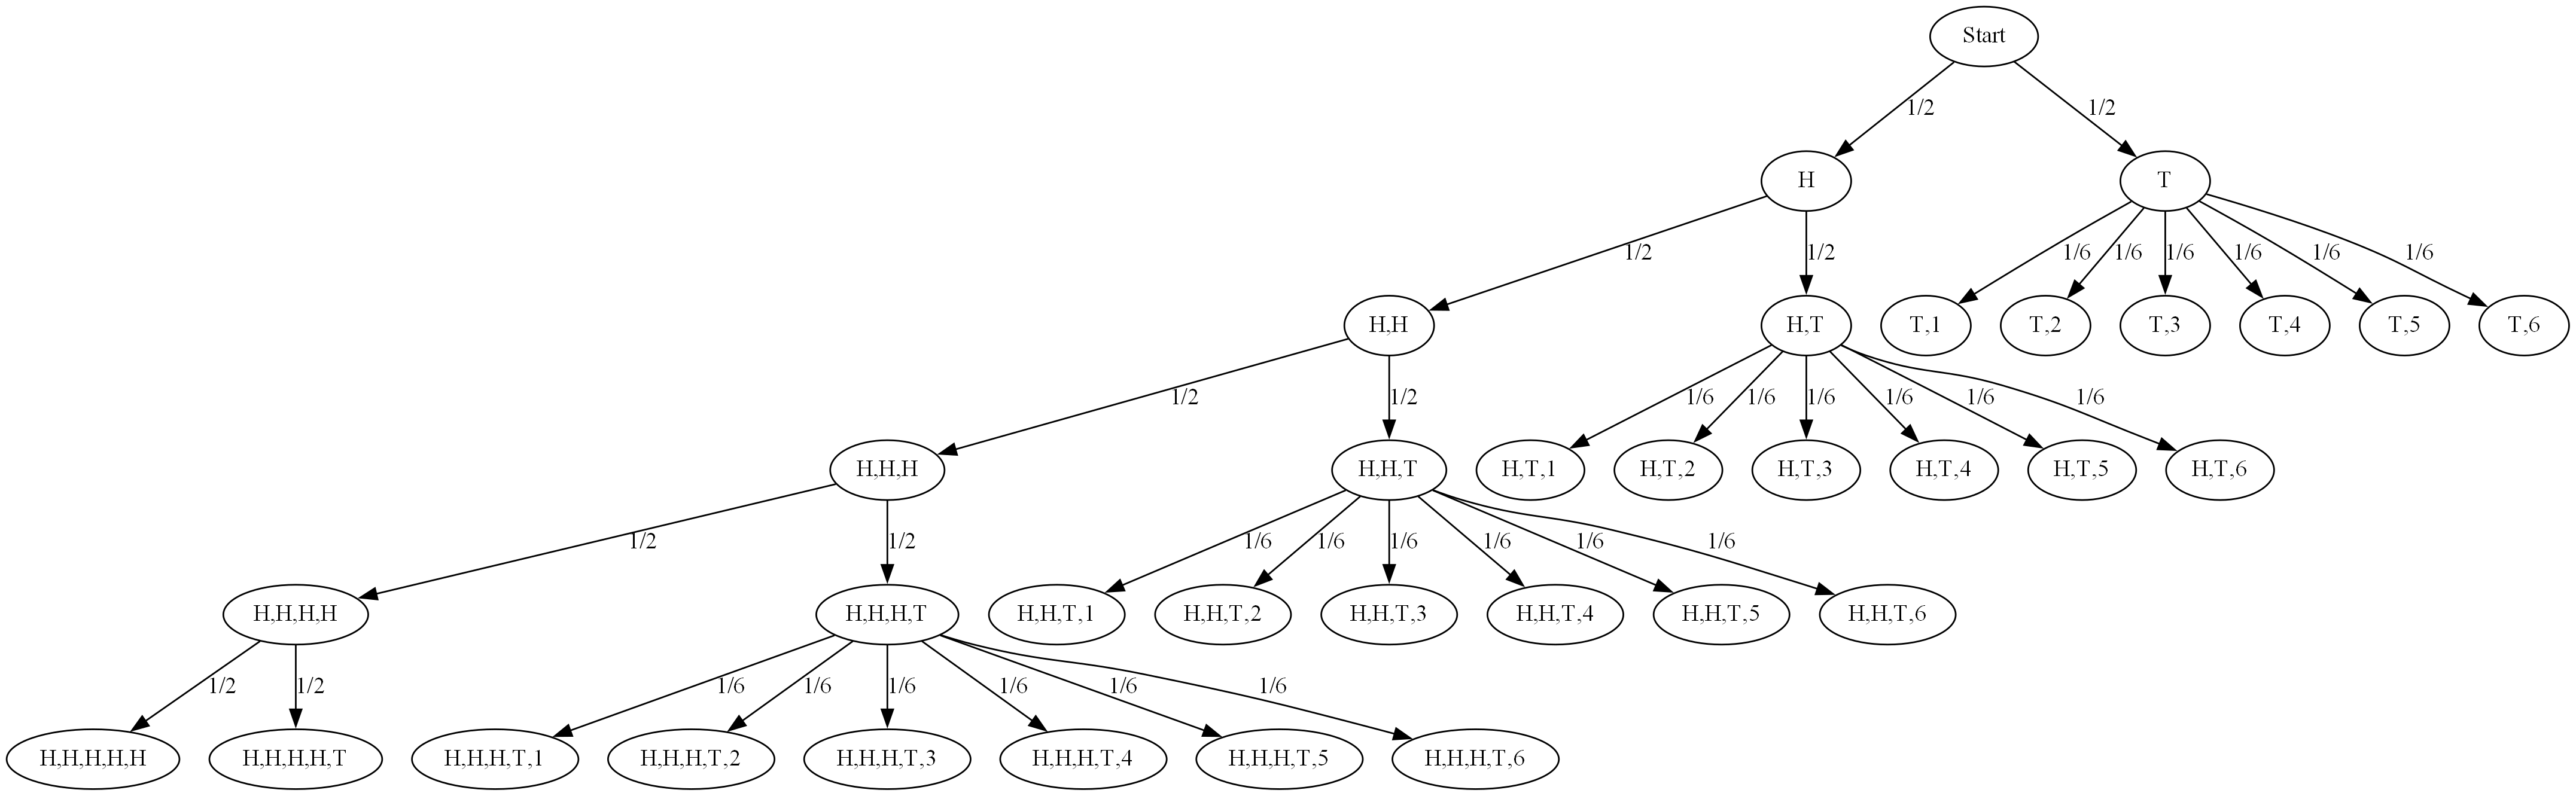 Start
1/2 1/2
H T
1/2 1/2 1/6 1/6 1/6 1/6 1/6 1/6
H,H H,T T,1 T,2 T,3 T,4 T,5 T,6
1/2 1/2 1/6 1/6 1/6 1/6 1/6 1/6
H,H,H H,H,T H,T,1 H,T,2 H,T,3 H,T,4 H,T,5 H,T,6
1/2 1/2 1/6 1/6 1/6 1/6 1/6 1/6
H,H,H,H H,H,H,T H,H,T,1 H,H,T,2 H,H,T,3 H,H,T,4 H,H,T,5 H,H,T,6
1/2 1/2 1/6 1/6 1/6 1/6 1/6 1/6
H,H,H,H,H H,H,H,H,T H,H,H,T,1 H,H,H,T,2 H,H,H,T,3 H,H,H,T,4 H,H,H,T,5 H,H,H,T,6